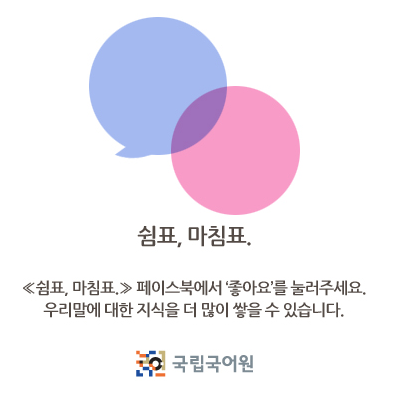 쉼표, 마침표.
≪쉼표, 마침표.≫ 페이스북에서 ‘좋아요’를 눌러주세요.
우리말에 대한 지식을 더 많이 쌓을 수 있습니다.
국립국어원